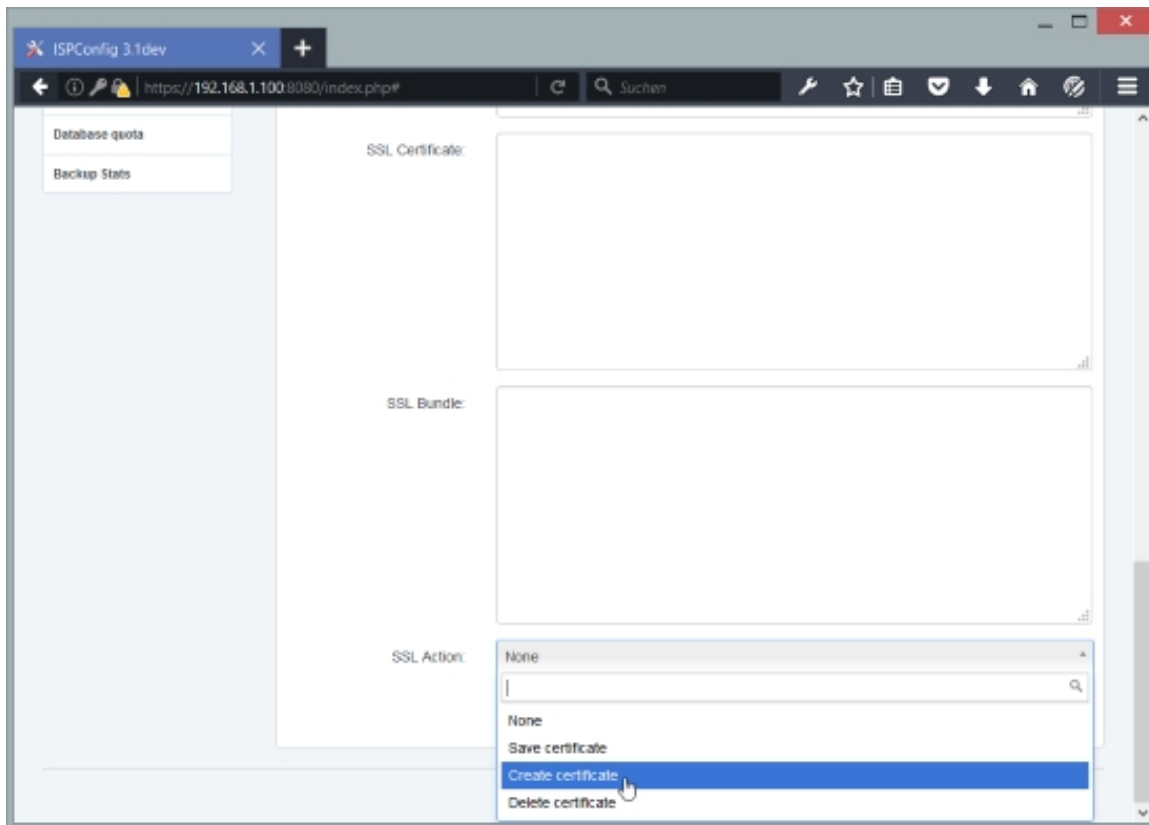 ISPConfig 3.1dev
https://192.168.1.100:8080/index.php#
Suchen
Database quota
Backup Stats
SSL Certificate:
SSL Bundle:
SSL Action:
None
None
Save certificate
Create certificate
Delete certificate